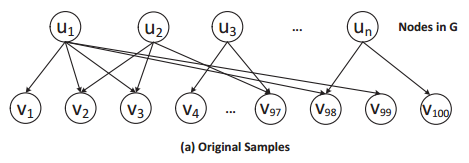 u1 u2 u3 ... un Nodes in G
v1 v2 v3 v4 ... v97 v98 v99 v100
(a) Original Samples